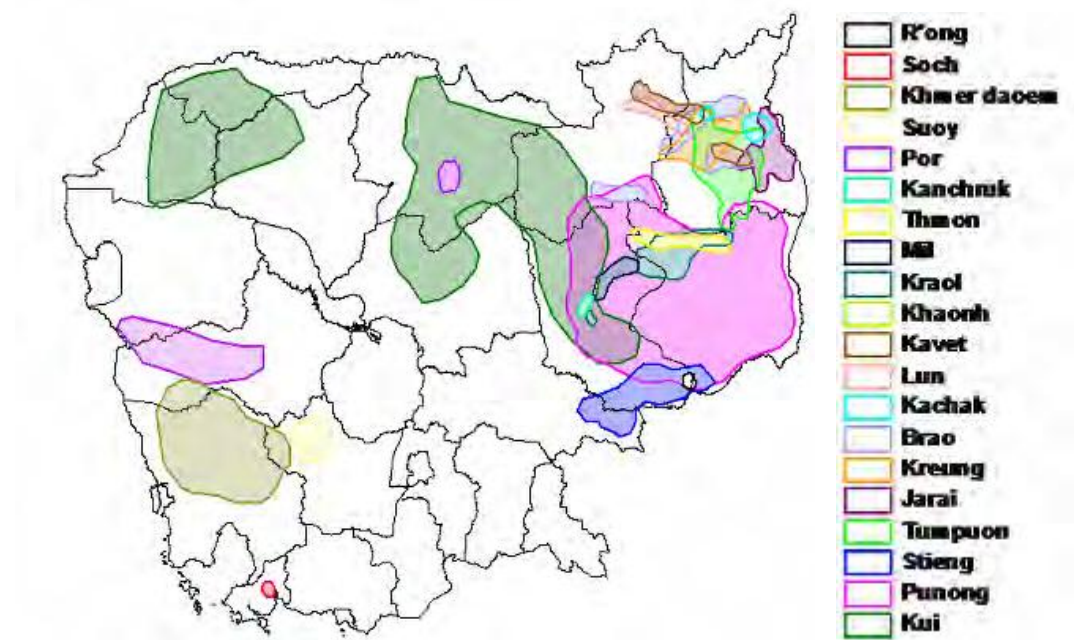 R'ong
Soch
Khmer daoem
Suoy
Por
Kanchruk
Thmon
Mil
Kraol
Khaonh
Kavet
Lun
Kachak
Brao
Kreung
Jarai
Tumpuon
Stieng
Punong
Kui